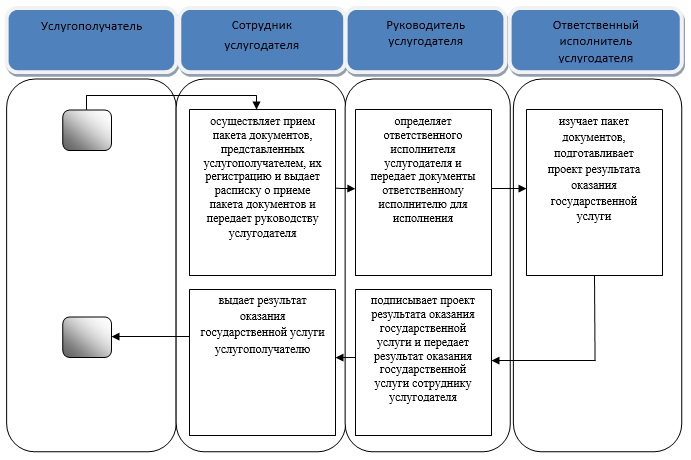 Услугополучатель
Сотрудник
услугодателя
Руководитель
услугодателя
Ответственный
исполнитель
услугодателя
осуществляет прием
пакета документов,
представленных
услугополучателем, их
регистрацию и выдает
расписку о приеме
пакета документов и
передает руководству
услугодателя
определяет
ответственного
исполнителя
услугодателя и
передает документы
ответственному
исполнителю для
исполнения
изучает пакет
документов,
подготавливает
проект результата
оказания
государственной
услуги
выдает результат
оказания
государственной услуги
услугополучателю
подписывает проект
результата оказания
государственной
услуги и передает
результат оказания
государственной
услуги сотруднику
услугодателя